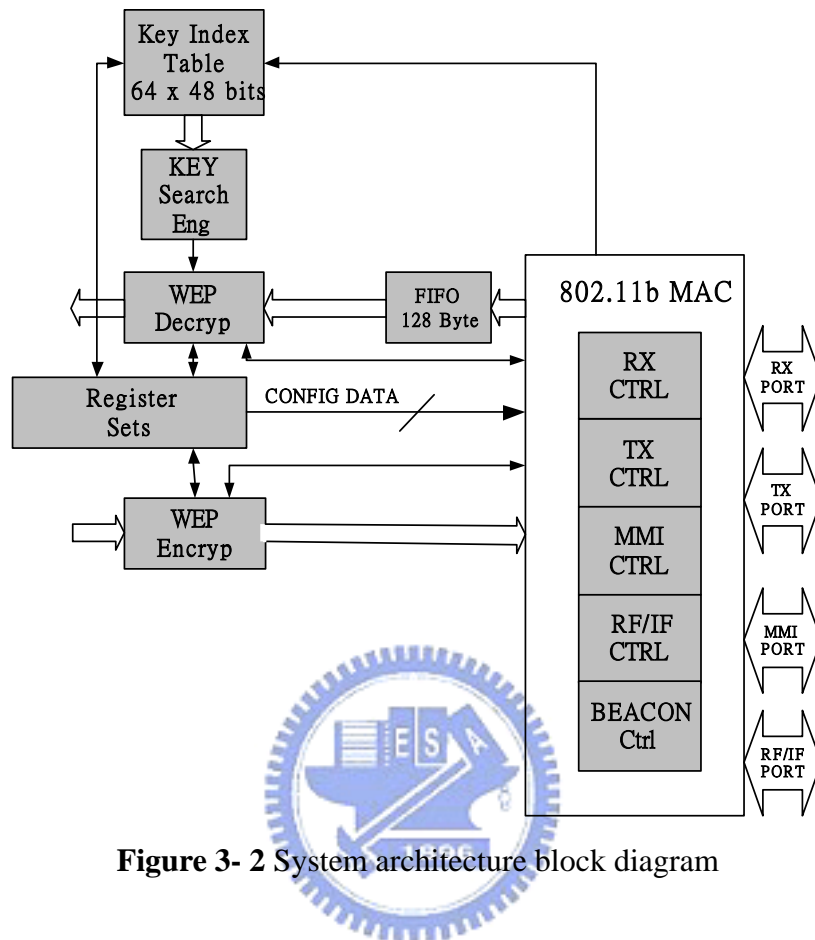 Key Index
Table
64 x 48 bits
KEY
Search
Eng
WEP
Decryp
FIFO
128 Byte
802.11b MAC
RX
CTRL
RX
PORT
Register
Sets
CONFIG DATA
TX
CTRL
TX
PORT
WEP
Encryp
MMI
CTRL
MMI
PORT
RF/IF
CTRL
BEACON
Ctrl
RF/IF
PORT
E S A
1896
Figure 3- 2 System architecture block diagram